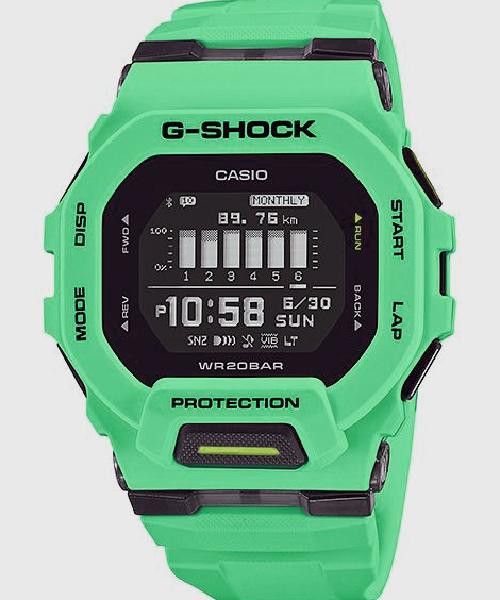 G-SHOCK
CASIO
MONTHLY
89.76 km
100
0%
1 2 3 4 5 6
P 10:58 6/30
SUN
SNZ VIB LT
DISP
MODE
START
LAP
FWD
REV
RUN
BACK
WR20BAR
PROTECTION